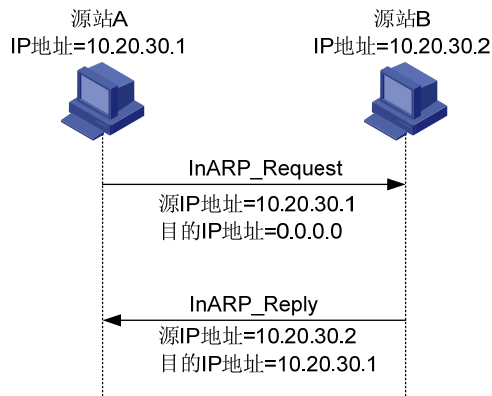 源站A
IP地址=10.20.30.1
源站B
IP地址=10.20.30.2
InARP_Request
源IP地址=10.20.30.1
目的IP地址=0.0.0.0
InARP_Reply
源IP地址=10.20.30.2
目的IP地址=10.20.30.1